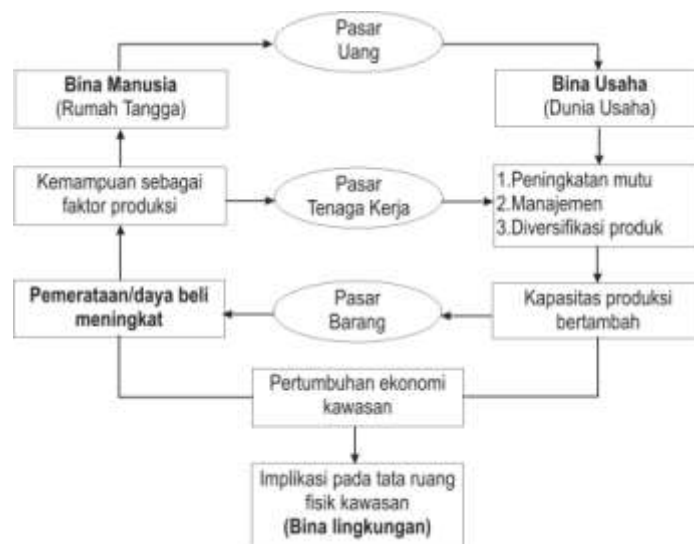 Pasar
Uang
Bina Manusia
(Rumah Tangga)
Bina Usaha
(Dunia Usaha)
Kemampuan sebagai
faktor produksi
Pasar
Tenaga Kerja
1.Peningkatan mutu
2.Manajemen
3.Diversifikasi produk
Pemerataan/daya beli
meningkat
Pasar
Barang
Kapasitas produksi
bertambah
Pertumbuhan ekonomi
kawasan
Implikasi pada tata ruang
fisik kawasan
(Bina lingkungan)